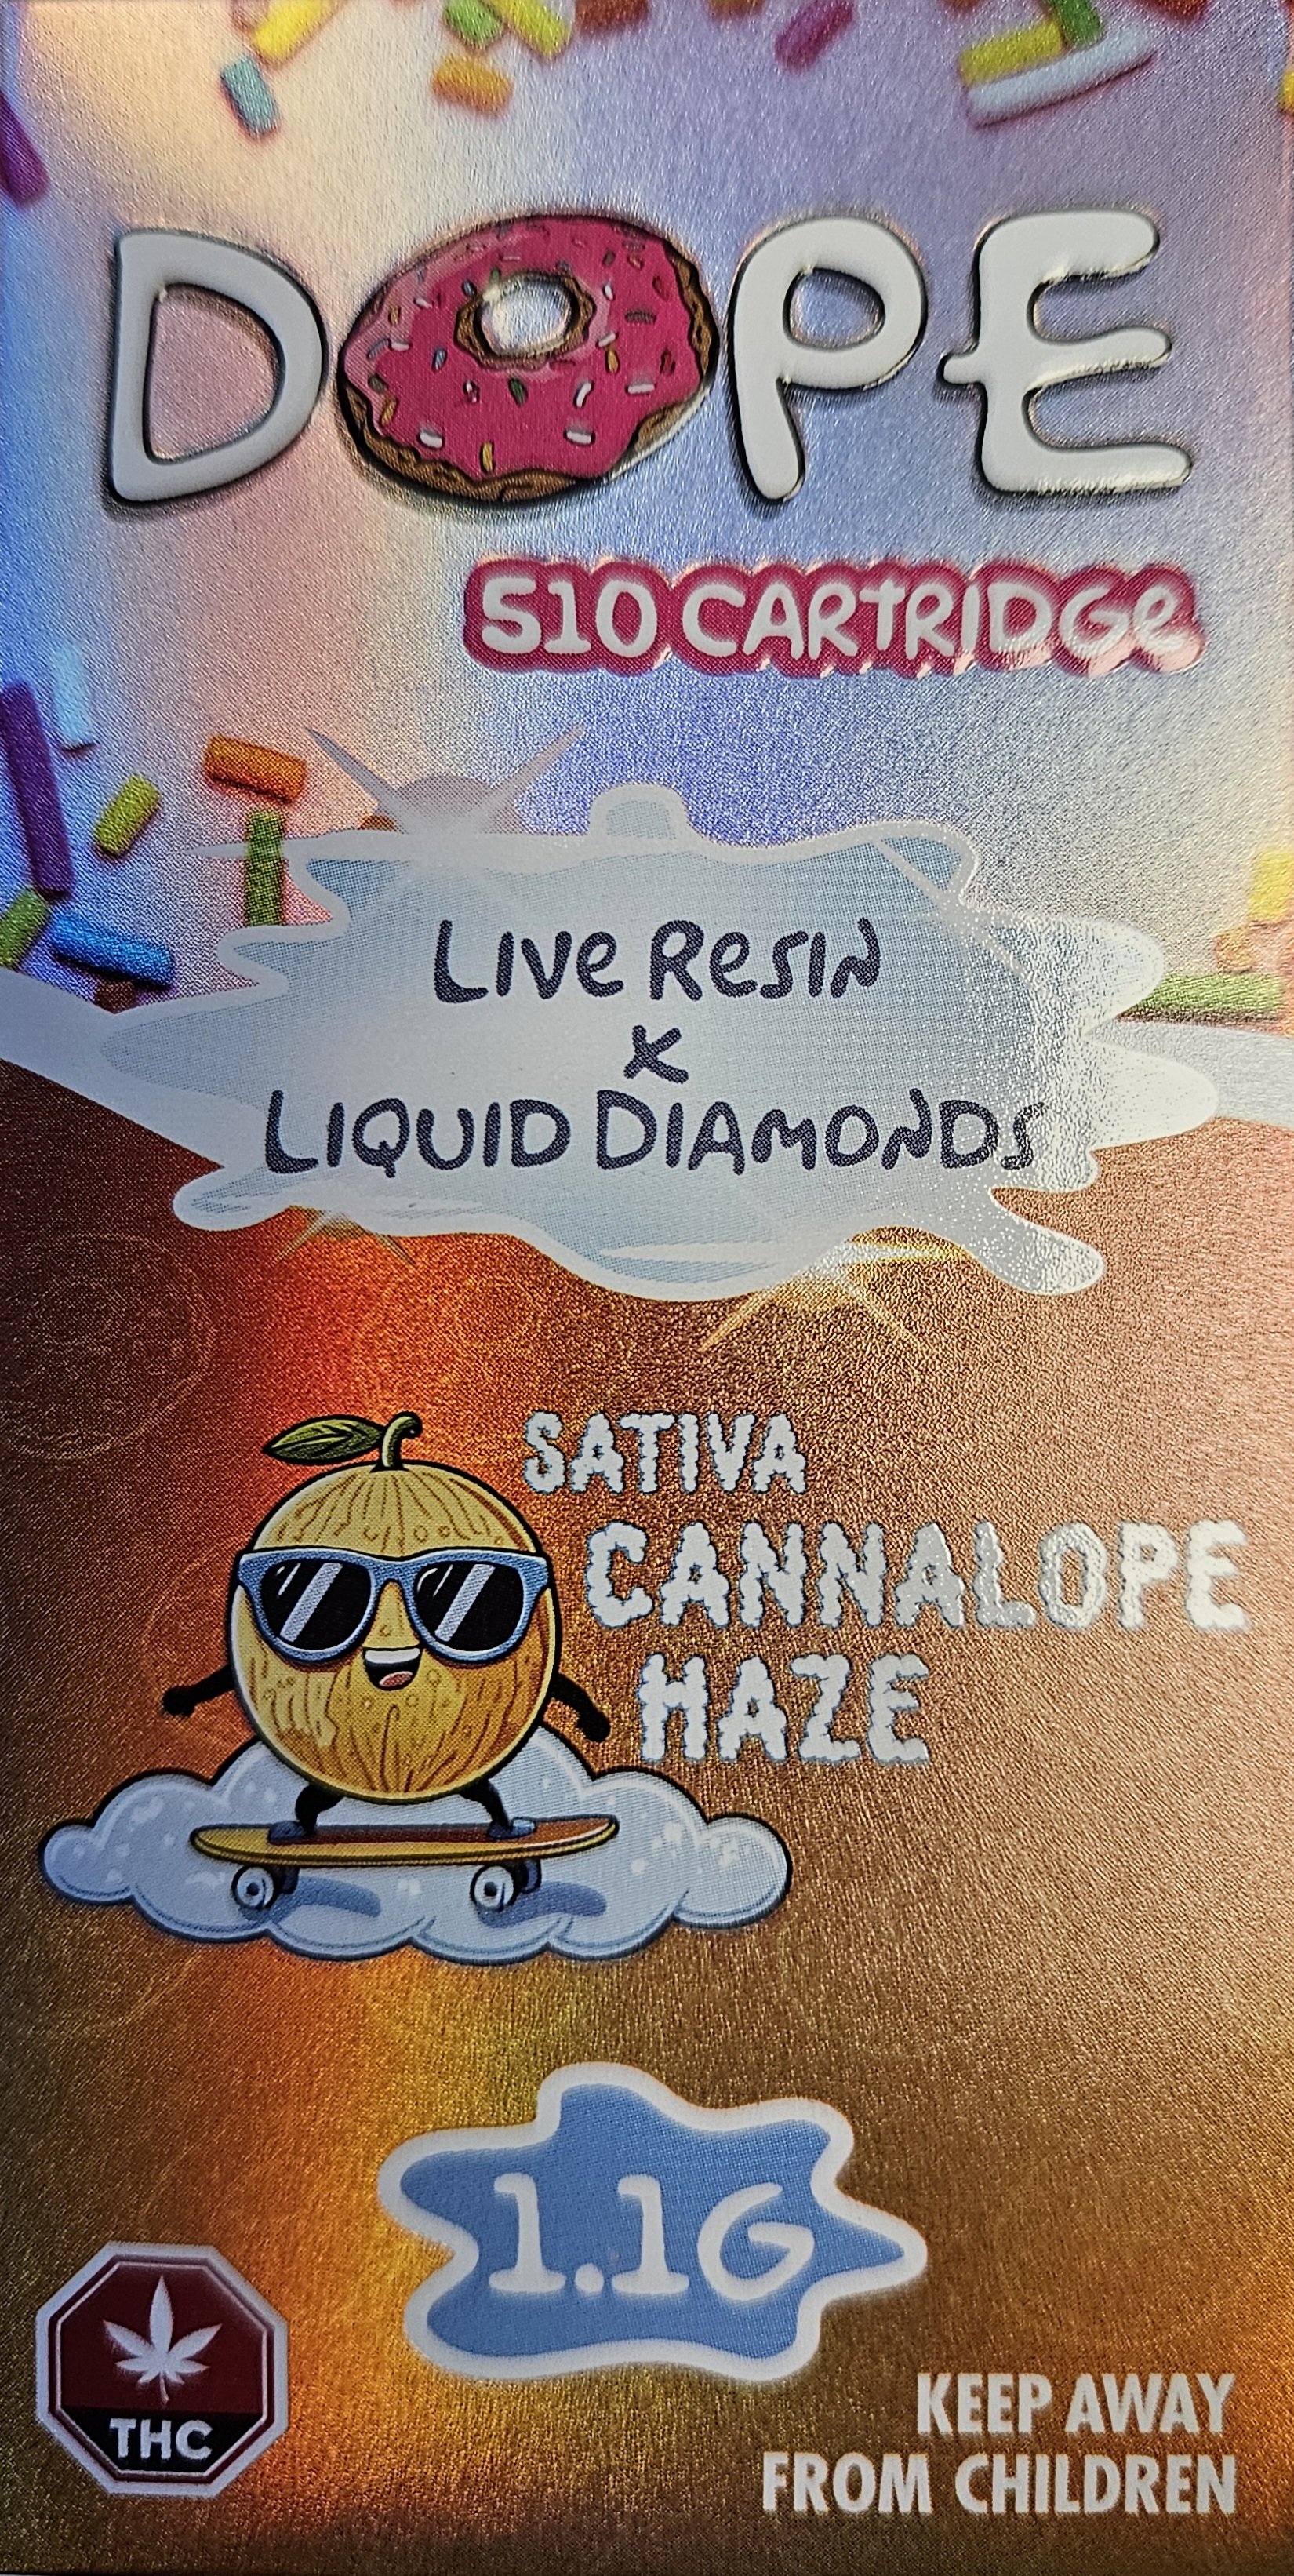 DOPE
510 CARTRIDGE
LIVE RESIN
X
LIQUID DIAMONDS
SATIVA
CANNALOPE
HAZE
1.1G
THC
KEEP AWAY
FROM CHILDREN